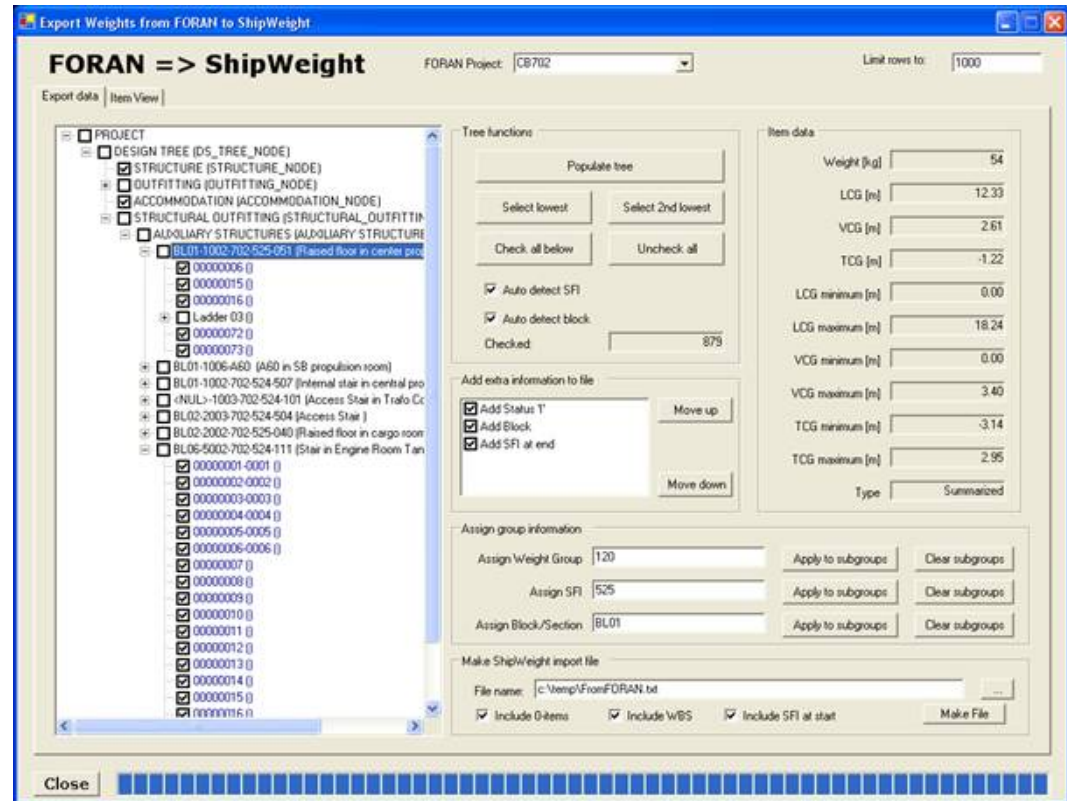 Export Weights from FORAN to ShipWeight
FORAN => ShipWeight
FORAN Project: CB702
Limit rows to: 1000
Export data
Item View
PROJECT
DESIGN TREE (DS_TREE_NODE)
STRUCTURE (STRUCTURE_NODE)
OUTFITTING (OUTFITTING_NODE)
ACCOMMODATION (ACCOMMODATION_NODE)
STRUCTURAL OUTFITTING (STRUCTURAL_OUTFITTIN
AUXILIARY STRUCTURES (AUXILIARY STRUCTURE
BL01-1002-702-525-051 (Raised floor in center pro
00000006 ()
00000015 ()
00000016 ()
Ladder 03 ()
00000072 ()
00000073 ()
BL01-1006-A60 (A60 in SB propulsion room)
BL01-1002-702-524-507 (Internal stair in central pro
<NUL>-1003-702-524-101 (Access Stair in Trafo Co
BL02-2003-702-524-504 (Access Stair )
BL02-2002-702-525-040 (Raised floor in cargo room
BL06-5002-702-524-111 (Stair in Engine Room Tan
00000001-0001 ()
00000002-0002 ()
00000003-0003 ()
00000004-0004 ()
00000005-0005 ()
00000006-0006 ()
00000007 ()
00000008 ()
00000009 ()
00000010 ()
00000011 ()
00000012 ()
00000013 ()
00000014 ()
00000015 ()
00000016 ()
Tree functions
Populate tree
Select lowest
Select 2nd lowest
Check all below
Uncheck all
Auto detect SFI
Auto detect block
Checked: 879
Add extra information to file
Add Status '1'
Add Block
Add SFI at end
Move up
Move down
Item data
Weight [kg] 54
LCG [m] 12.33
VCG [m] 2.61
TCG [m] -1.22
LCG minimum [m] 0.00
LCG maximum [m] 18.24
VCG minimum [m] 0.00
VCG maximum [m] 3.40
TCG minimum [m] -3.14
TCG maximum [m] 2.95
Type Summarized
Assign group information
Assign Weight Group 120 Apply to subgroups Clear subgroups
Assign SFI 525 Apply to subgroups Clear subgroups
Assign Block/Section BL01 Apply to subgroups Clear subgroups
Make ShipWeight import file
File name: c:\temp\FromFORAN.txt ...
Include 0-items Include WBS Include SFI at start Make File
Close